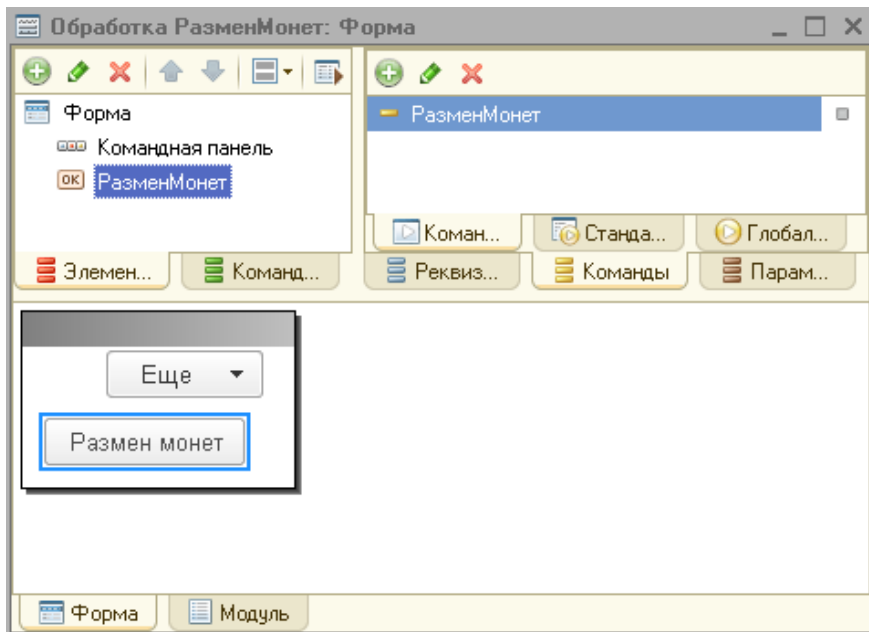 Обработка РазменМонет: Форма
Форма
Командная панель
OK РазменМонет
Элемен... Команд...
РазменМонет
Коман... Станда... Глобал...
Реквиз... Команды Парам...
Еще
Размен монет
Форма Модуль